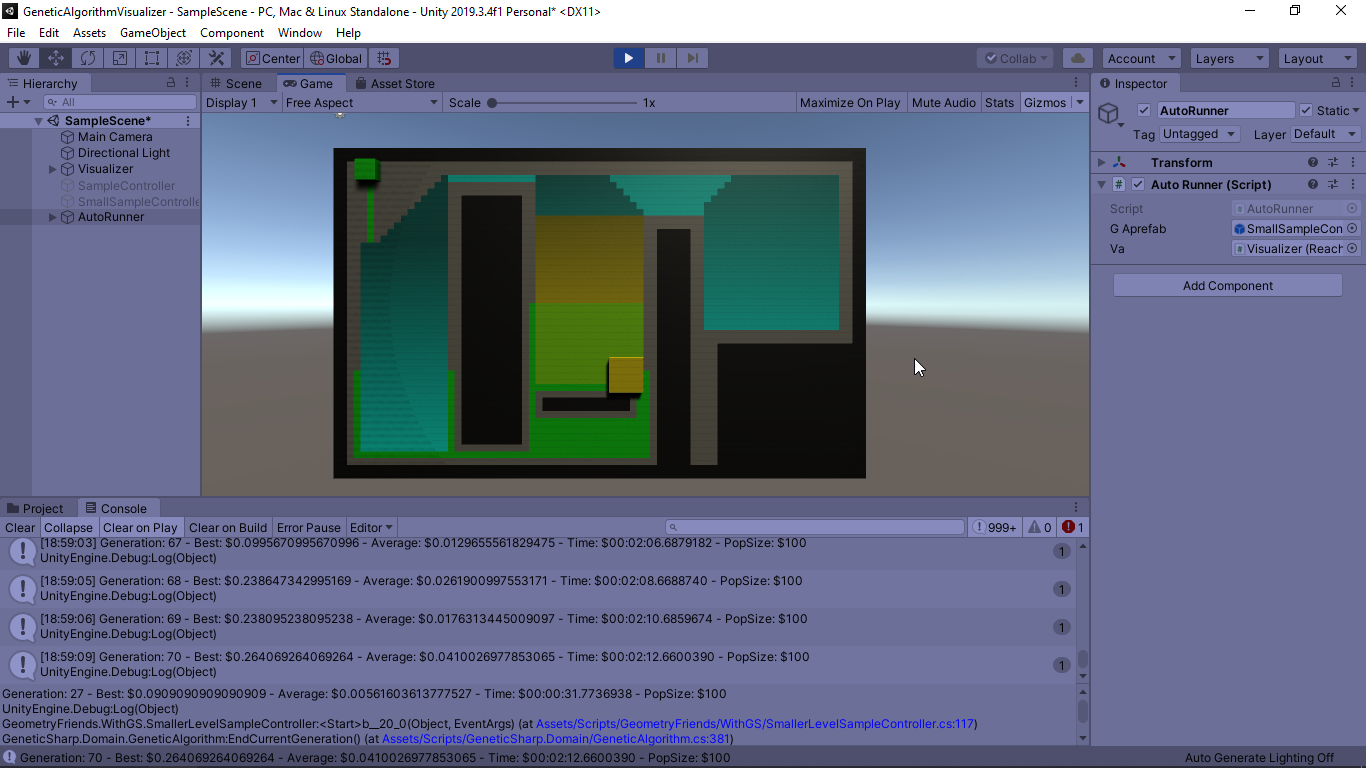 GeneticAlgorithmVisualizer - SampleScene - PC, Mac & Linux Standalone - Unity 2019.3.4f1 Personal* <DX11>
File Edit Assets GameObject Component Window Help
Center Global Collab Account Layers Layout
Hierarchy Scene Game Asset Store Inspector
All Display 1 Free Aspect Scale 1x Maximize On Play Mute Audio Stats Gizmos
AutoRunner Static
SampleScene*
Main Camera
Tag Untagged Layer Default
Directional Light
Visualizer
Transform
SampleController
Auto Runner (Script)
SmallSampleControlle
AutoRunner
Script AutoRunner
G Aprefab SmallSampleCon
Va Visualizer (Reach
Add Component
Project Console
Clear Collapse Clear on Play Clear on Build Error Pause Editor 999+ 0 1
[18:59:03] Generation: 67 - Best: $0.0995670995670996 - Average: $0.0129655561829475 - Time: $00:02:06.6879182 - PopSize: $100
UnityEngine.Debug:Log(Object)
1
[18:59:05] Generation: 68 - Best: $0.238647342995169 - Average: $0.0261900997553171 - Time: $00:02:08.6688740 - PopSize: $100
UnityEngine.Debug:Log(Object)
1
[18:59:06] Generation: 69 - Best: $0.238095238095238 - Average: $0.0176313445009097 - Time: $00:02:10.6859674 - PopSize: $100
UnityEngine.Debug:Log(Object)
1
[18:59:09] Generation: 70 - Best: $0.264069264069264 - Average: $0.0410026977853065 - Time: $00:02:12.6600390 - PopSize: $100
UnityEngine.Debug:Log(Object)
1
Generation: 27 - Best: $0.0909090909090909 - Average: $0.00561603613777527 - Time: $00:00:31.7736938 - PopSize: $100
UnityEngine.Debug:Log(Object)
GeometryFriends.WithGS.SmallerLevelSampleController:<Start>b__20_0(Object, EventArgs) (at Assets/Scripts/GeometryFriends/WithGS/SmallerLevelSampleController.cs:117)
GeneticSharp.Domain.GeneticAlgorithm:EndCurrentGeneration() (at Assets/Scripts/GeneticSharp.Domain/GeneticAlgorithm.cs:381)
Generation: 70 - Best: $0.264069264069264 - Average: $0.0410026977853065 - Time: $00:02:12.6600390 - PopSize: $100 Auto Generate Lighting Off